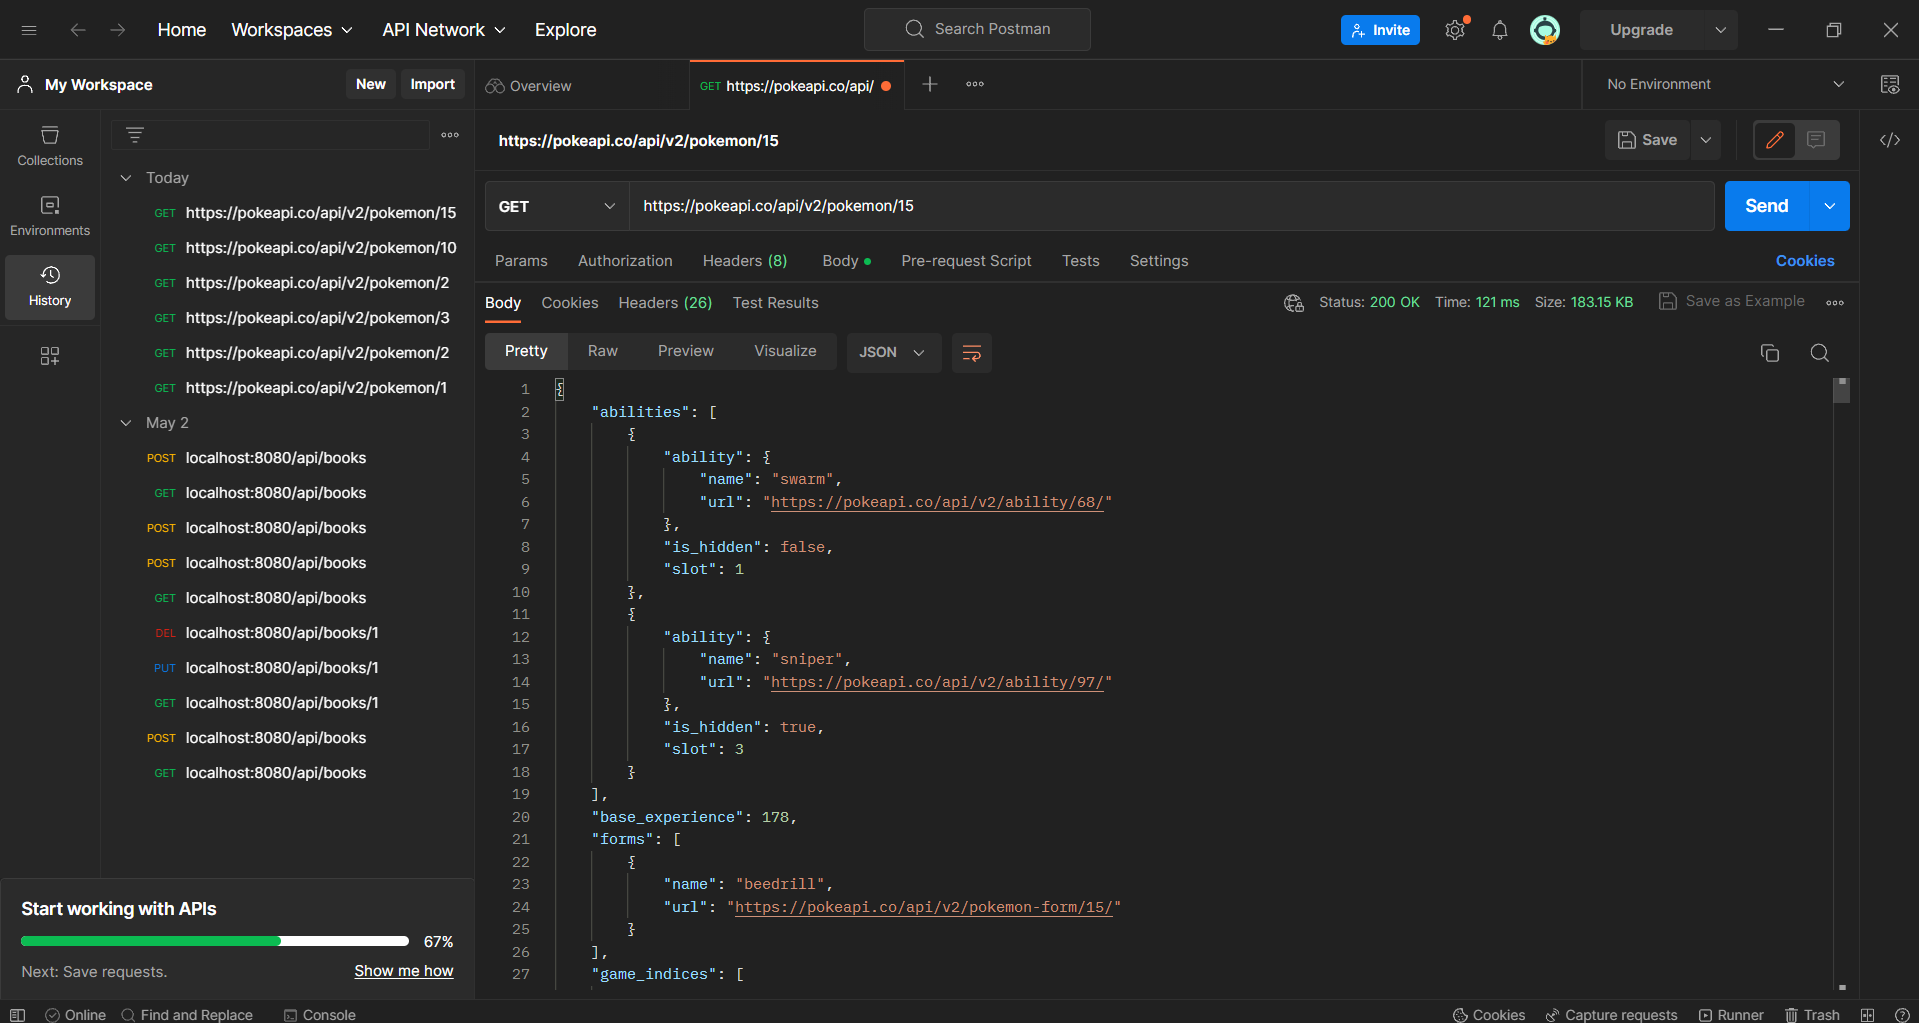 Home Workspaces API Network Explore Search Postman Invite Upgrade
My Workspace New Import
Overview GET https://pokeapi.co/api/ No Environment
https://pokeapi.co/api/v2/pokemon/15 Save
GET https://pokeapi.co/api/v2/pokemon/15 Send
Params Authorization Headers (8) Body Pre-request Script Tests Settings Cookies
Body Cookies Headers (26) Test Results Status: 200 OK Time: 121 ms Size: 183.15 KB Save as Example
Pretty Raw Preview Visualize JSON
Collections
Environments
History
Today
GET https://pokeapi.co/api/v2/pokemon/15
GET https://pokeapi.co/api/v2/pokemon/10
GET https://pokeapi.co/api/v2/pokemon/2
GET https://pokeapi.co/api/v2/pokemon/3
GET https://pokeapi.co/api/v2/pokemon/2
GET https://pokeapi.co/api/v2/pokemon/1
May 2
POST localhost:8080/api/books
GET localhost:8080/api/books
POST localhost:8080/api/books
POST localhost:8080/api/books
GET localhost:8080/api/books
DEL localhost:8080/api/books/1
PUT localhost:8080/api/books/1
GET localhost:8080/api/books/1
POST localhost:8080/api/books
GET localhost:8080/api/books
1 {
2 "abilities": [
3 {
4 "ability": {
5 "name": "swarm",
6 "url": "https://pokeapi.co/api/v2/ability/68/"
7 },
8 "is_hidden": false,
9 "slot": 1
10 },
11 {
12 "ability": {
13 "name": "sniper",
14 "url": "https://pokeapi.co/api/v2/ability/97/"
15 },
16 "is_hidden": true,
17 "slot": 3
18 }
19 ],
20 "base_experience": 178,
21 "forms": [
22 {
23 "name": "beedrill",
24 "url": "https://pokeapi.co/api/v2/pokemon-form/15/"
25 }
26 ],
27 "game_indices": [
Start working with APIs
67%
Next: Save requests. Show me how
Online Find and Replace Console Cookies Capture requests Runner Trash